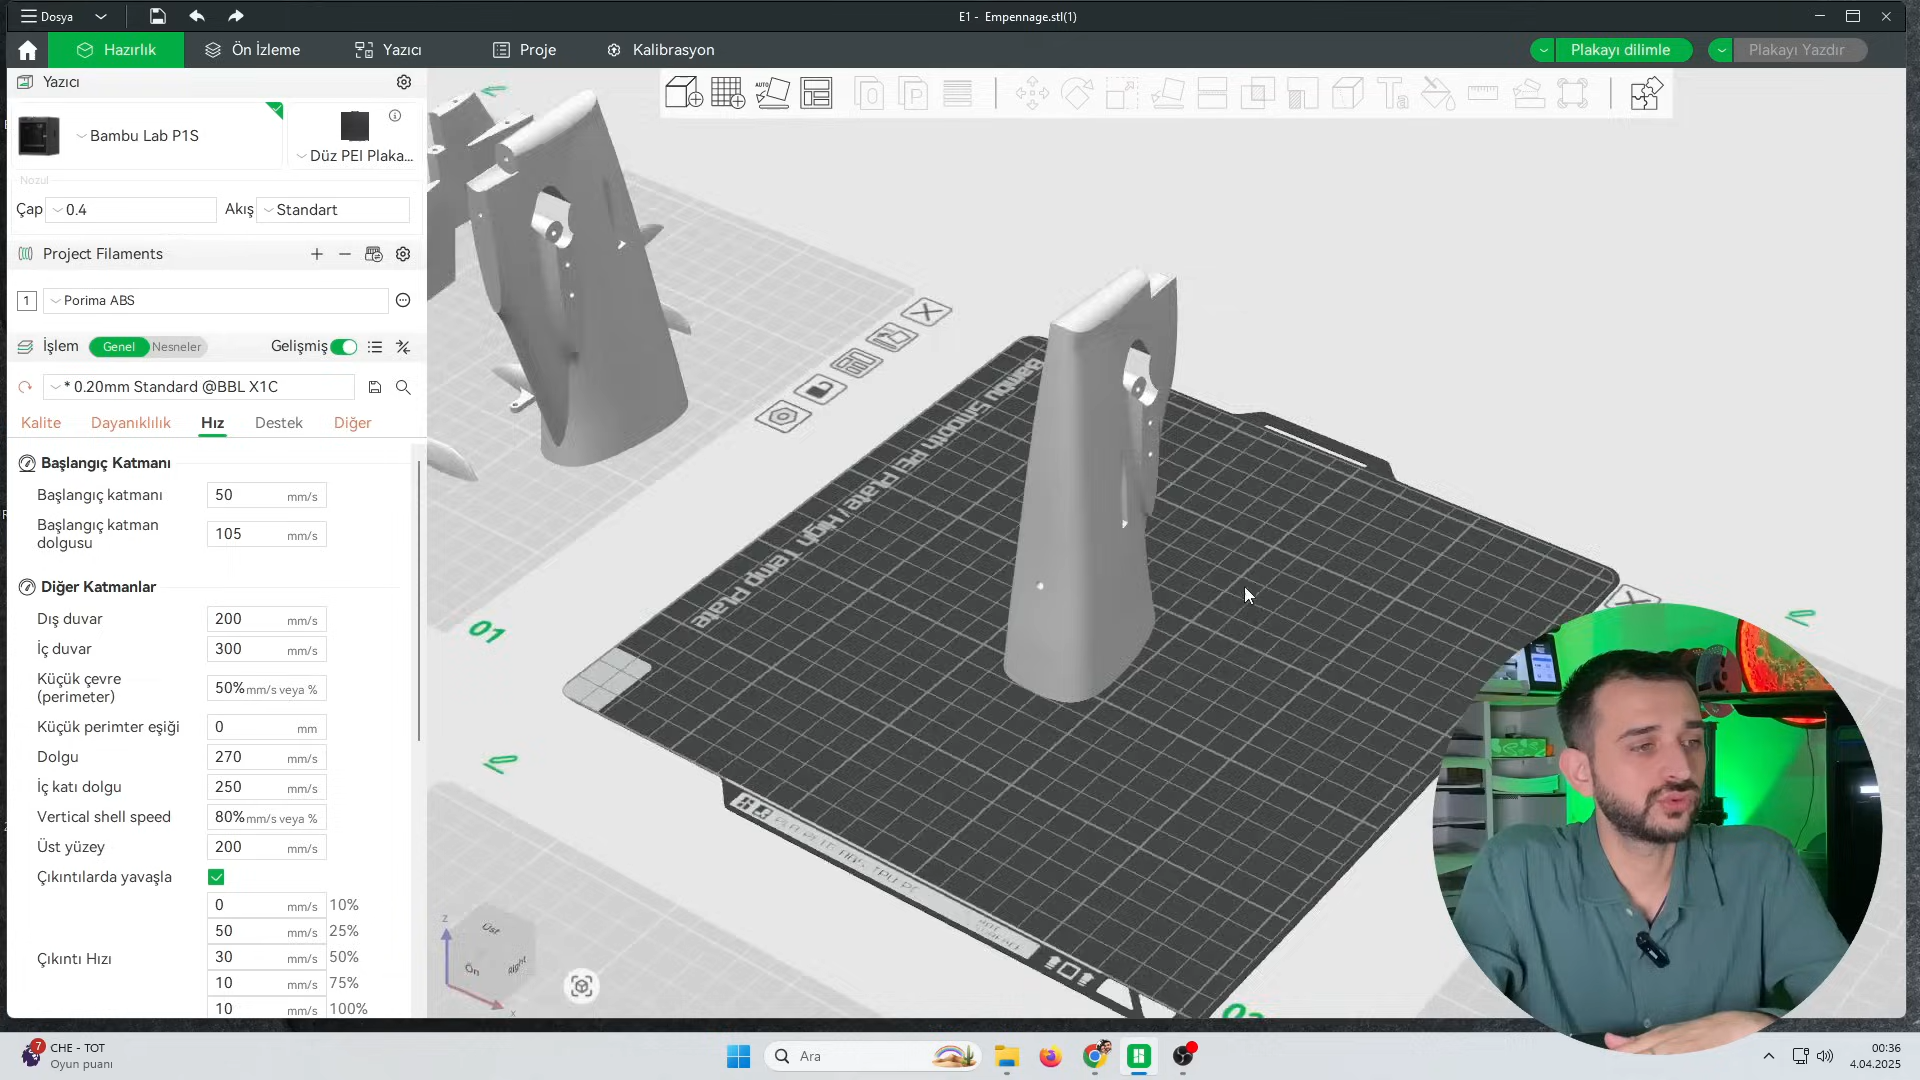 Dosya
E1 - Empennage.stl(1)
Hazırlık
Ön İzleme
Yazıcı
Proje
Kalibrasyon
Plakayı dilimle
Plakayı Yazdır
Yazıcı
Bambu Lab P1S
Düz PEI Plaka...
Nozul
Çap 0.4
Akış Standart
Project Filaments
1 Porima ABS
İşlem Genel Nesneler Gelişmiş
* 0.20mm Standard @BBL X1C
Kalite Dayanıklılık Hız Destek Diğer
Başlangıç Katmanı
Başlangıç katmanı 50 mm/s
Başlangıç katman
dolgusu 105 mm/s
Diğer Katmanlar
Dış duvar 200 mm/s
İç duvar 300 mm/s
Küçük çevre
(perimeter) 50% mm/s veya %
Küçük perimter eşiği 0 mm
Dolgu 270 mm/s
İç katı dolgu 250 mm/s
Vertical shell speed 80% mm/s veya %
Üst yüzey 200 mm/s
Çıkıntılarda yavaşla
0 mm/s 10%
50 mm/s 25%
Çıkıntı Hızı
30 mm/s 50%
10 mm/s 75%
10 mm/s 100%
AUTO
01
Bambu Smooth PEI Plate / High Temp Plate
02
z
Üst
Ön
Right
x
7
CHE - TOT
Oyun puanı
Ara
00:36
4.04.2025